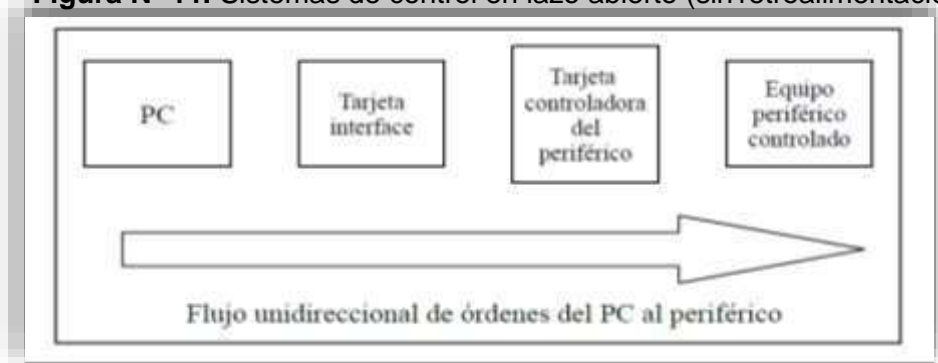 Sistemas de control en lazo abierto (sin retroalimentació
PC
Tarjeta
interface
Tarjeta
controladora
del
periférico
Equipo
periférico
controlado
Flujo unidireccional de órdenes del PC al periférico